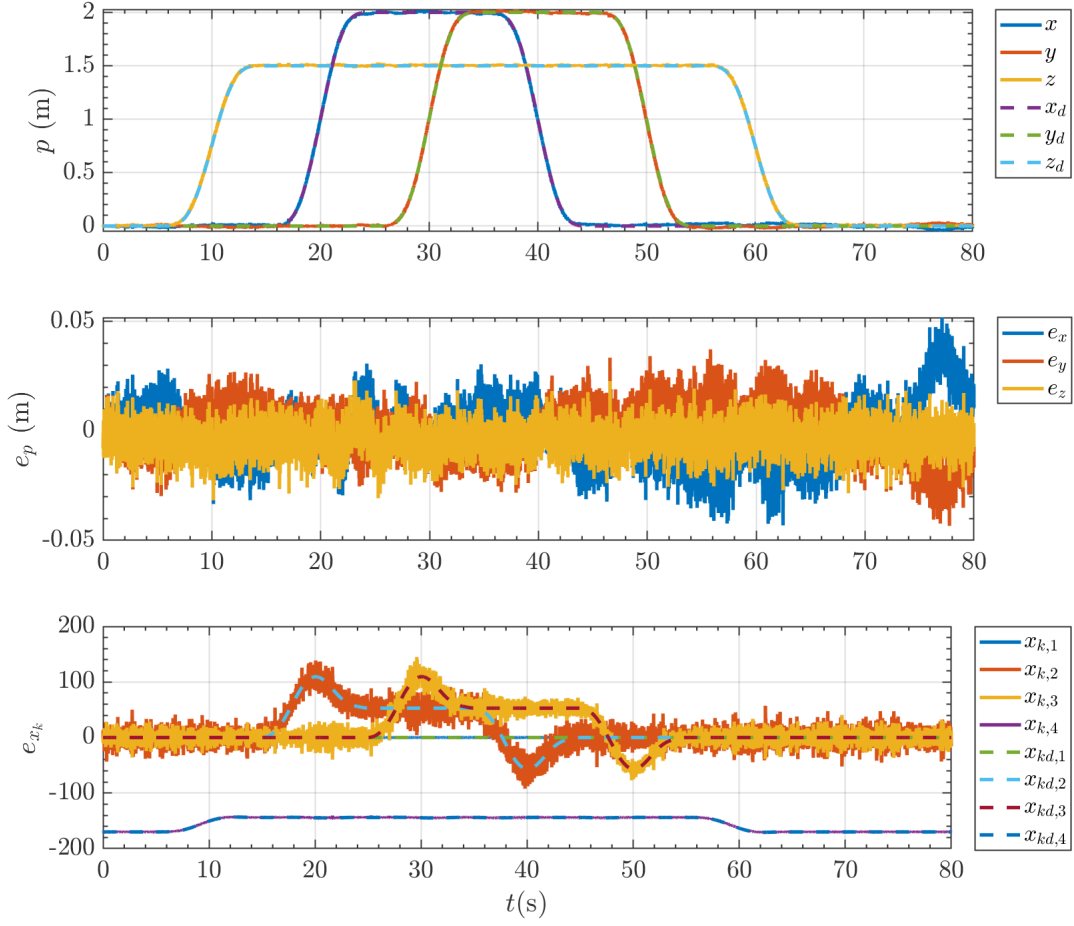 p (m)
2
1.5
1
0.5
0
0 10 20 30 40 50 60 70 80
x
y
z
x_d
y_d
z_d
e_p (m)
0.05
0
-0.05
0 10 20 30 40 50 60 70 80
e_x
e_y
e_z
e_{x_k}
200
100
0
-100
-200
0 10 20 30 40 50 60 70 80
t(s)
x_{k,1}
x_{k,2}
x_{k,3}
x_{k,4}
x_{kd,1}
x_{kd,2}
x_{kd,3}
x_{kd,4}